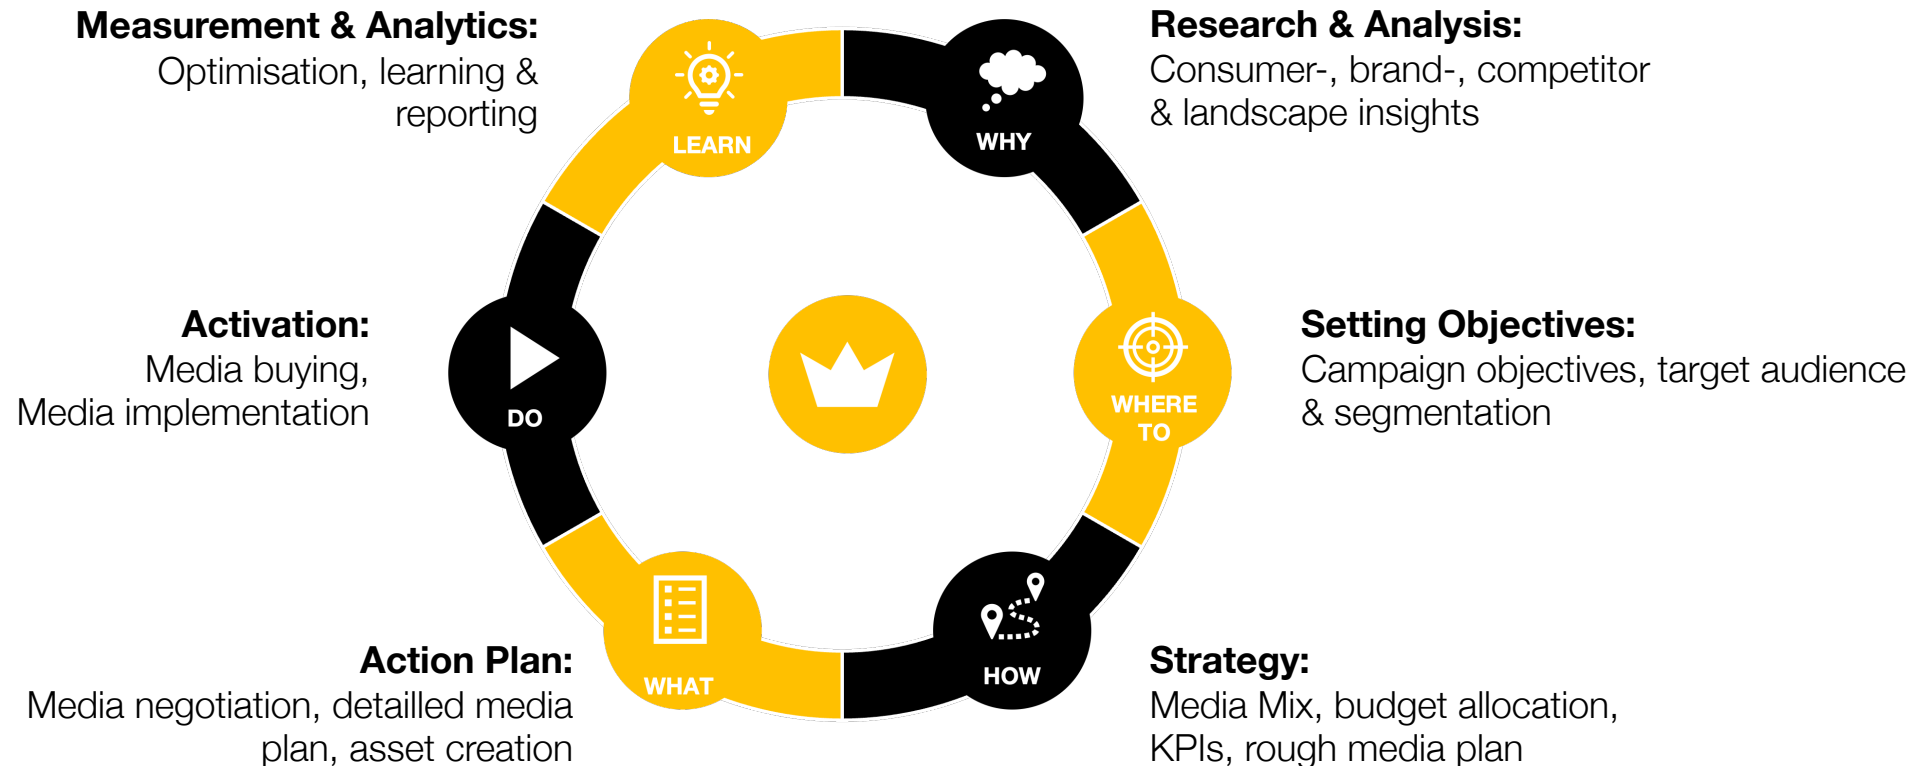 Measurement & Analytics:
Optimisation, learning &
reporting
LEARN
WHY
Research & Analysis:
Consumer-, brand-, competitor
& landscape insights
Activation:
Media buying,
Media implementation
DO
WHERE
TO
Setting Objectives:
Campaign objectives, target audience
& segmentation
Action Plan:
Media negotiation, detailled media
plan, asset creation
WHAT
HOW
Strategy:
Media Mix, budget allocation,
KPIs, rough media plan